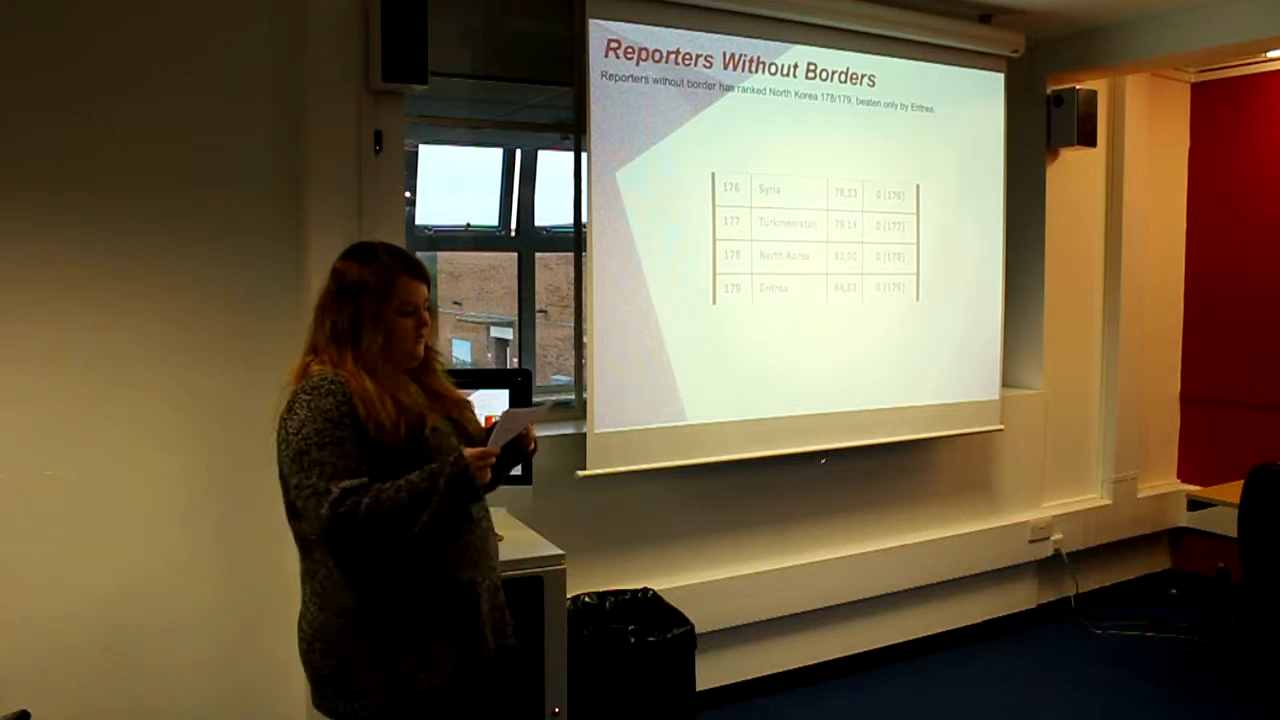 Reporters Without Borders
Reporters without border has ranked North Korea 178/179, beaten only by Eritrea.
176 Syria 78,53 0 (176)
177 Turkmenistan 79,14 0 (177)
178 North Korea 83,90 0 (178)
179 Eritrea 84,83 0 (179)